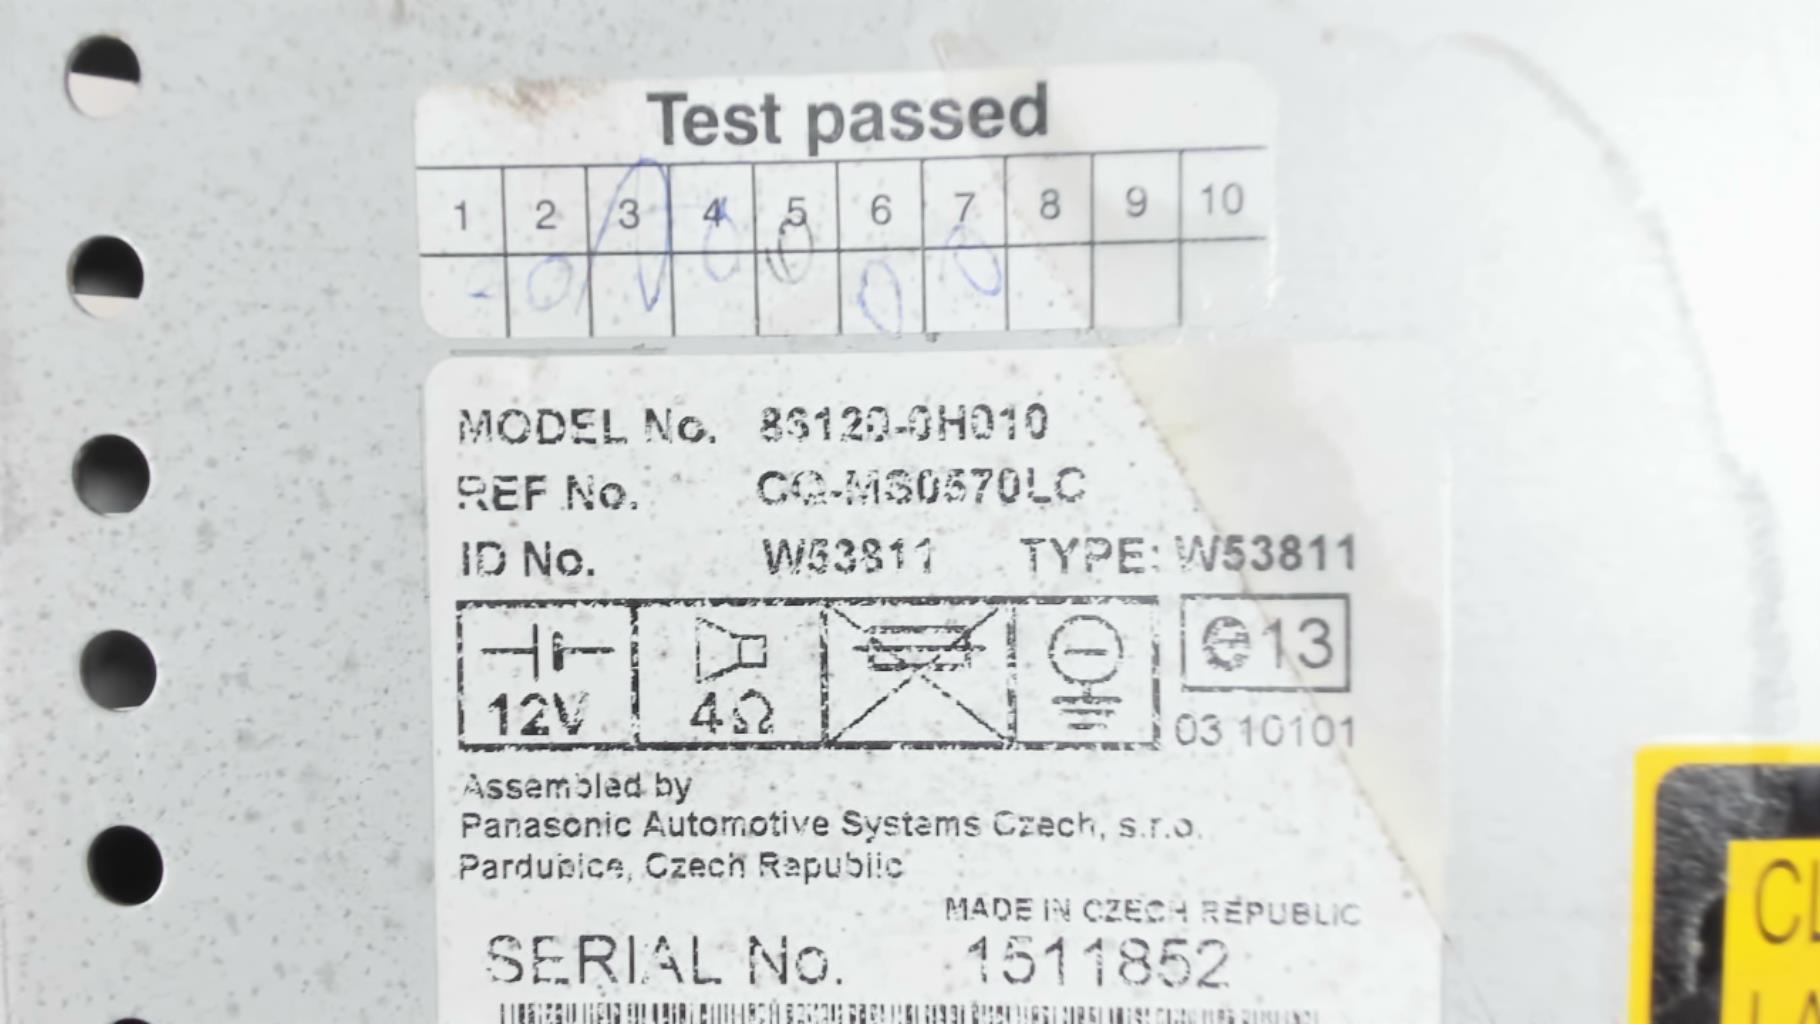 Test passed
1 2 3 4 5 6 7 8 9 10
MODEL No. 86120-0H010
REF No. CQ-MS0570LC
ID No. W53811 TYPE: W53811
12V 4Ω
e13
03 10101
Assembled by
Panasonic Automotive Systems Czech, s.r.o.
Pardubice, Czech Republic
MADE IN CZECH REPUBLIC
SERIAL No. 1511852